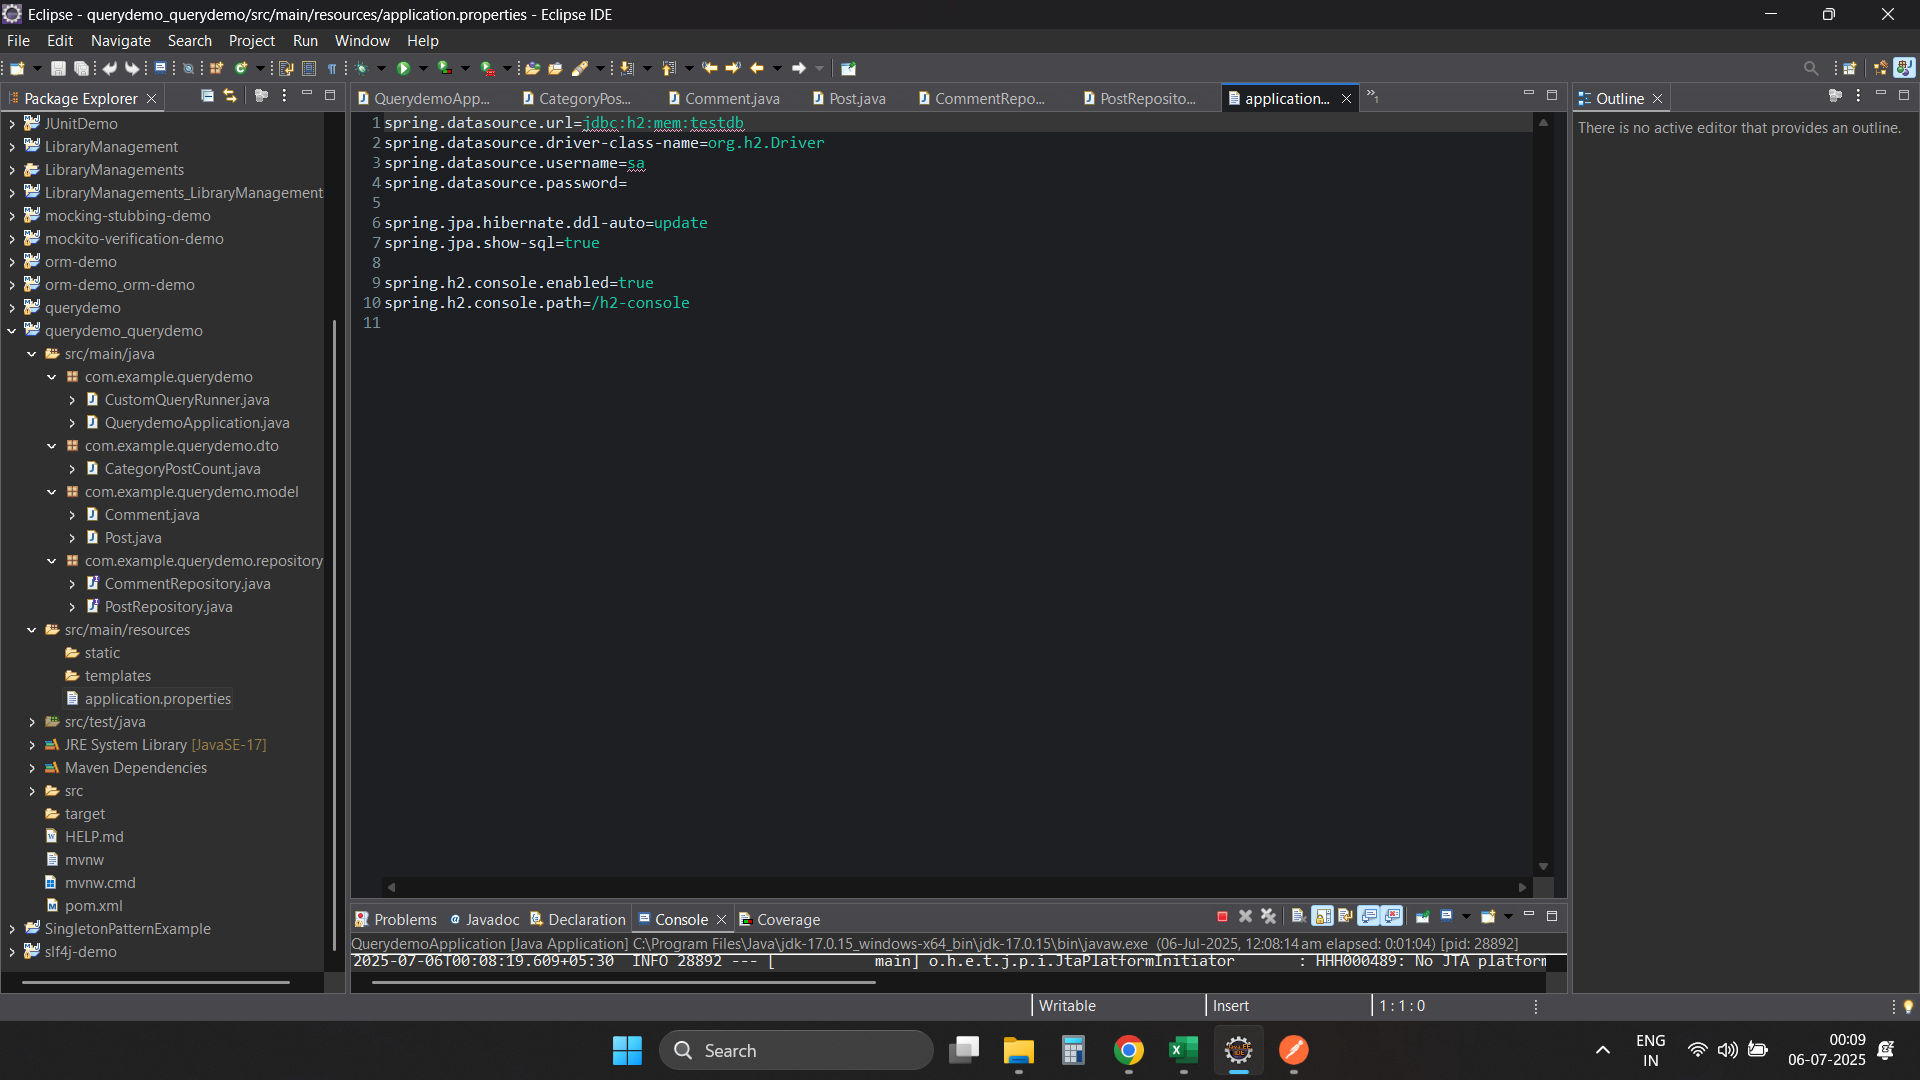 Eclipse - querydemo_querydemo/src/main/resources/application.properties - Eclipse IDE
File Edit Navigate Search Project Run Window Help
Package Explorer
JUnitDemo
LibraryManagement
LibraryManagements
LibraryManagements_LibraryManagement
mocking-stubbing-demo
mockito-verification-demo
orm-demo
orm-demo_orm-demo
querydemo
querydemo_querydemo
src/main/java
com.example.querydemo
CustomQueryRunner.java
QuerydemoApplication.java
com.example.querydemo.dto
CategoryPostCount.java
com.example.querydemo.model
Comment.java
Post.java
com.example.querydemo.repository
CommentRepository.java
PostRepository.java
src/main/resources
static
templates
application.properties
src/test/java
JRE System Library [JavaSE-17]
Maven Dependencies
src
target
HELP.md
mvnw
mvnw.cmd
pom.xml
SingletonPatternExample
slf4j-demo
QuerydemoApp... CategoryPos... Comment.java Post.java CommentRepo... PostReposito... application... »1
1 spring.datasource.url=jdbc:h2:mem:testdb
2 spring.datasource.driver-class-name=org.h2.Driver
3 spring.datasource.username=sa
4 spring.datasource.password=
5
6 spring.jpa.hibernate.ddl-auto=update
7 spring.jpa.show-sql=true
8
9 spring.h2.console.enabled=true
10 spring.h2.console.path=/h2-console
11
Outline
There is no active editor that provides an outline.
Problems Javadoc Declaration Console Coverage
QuerydemoApplication [Java Application] C:\Program Files\Java\jdk-17.0.15_windows-x64_bin\jdk-17.0.15\bin\javaw.exe (06-Jul-2025, 12:08:14 am elapsed: 0:01:04) [pid: 28892]
2025-07-06T00:08:19.609+05:30 INFO 28892 --- [ main] o.h.e.t.j.p.i.JtaPlatformInitiator : HHH000489: No JTA platform
Writable Insert 1 : 1 : 0
Search
ENG
IN
00:09
06-07-2025